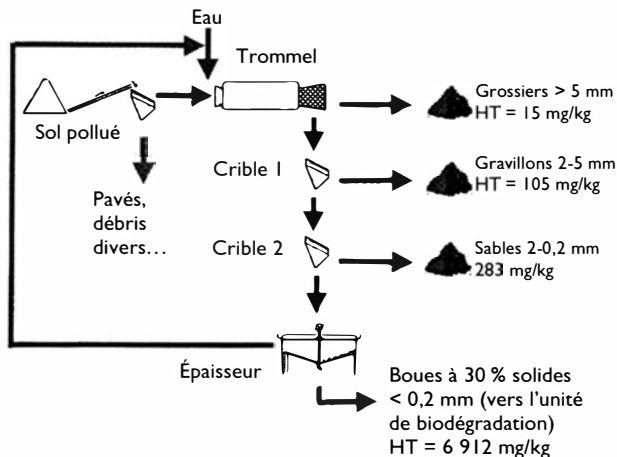 Eau
Trommel
Sol pollué
Grossiers > 5 mm
HT = 15 mg/kg
Pavés,
débris
divers…
Crible 1
Gravillons 2-5 mm
HT = 105 mg/kg
Crible 2
Sables 2-0,2 mm
283 mg/kg
Épaisseur
Boues à 30 % solides
< 0,2 mm (vers l'unité
de biodégradation)
HT = 6 912 mg/kg